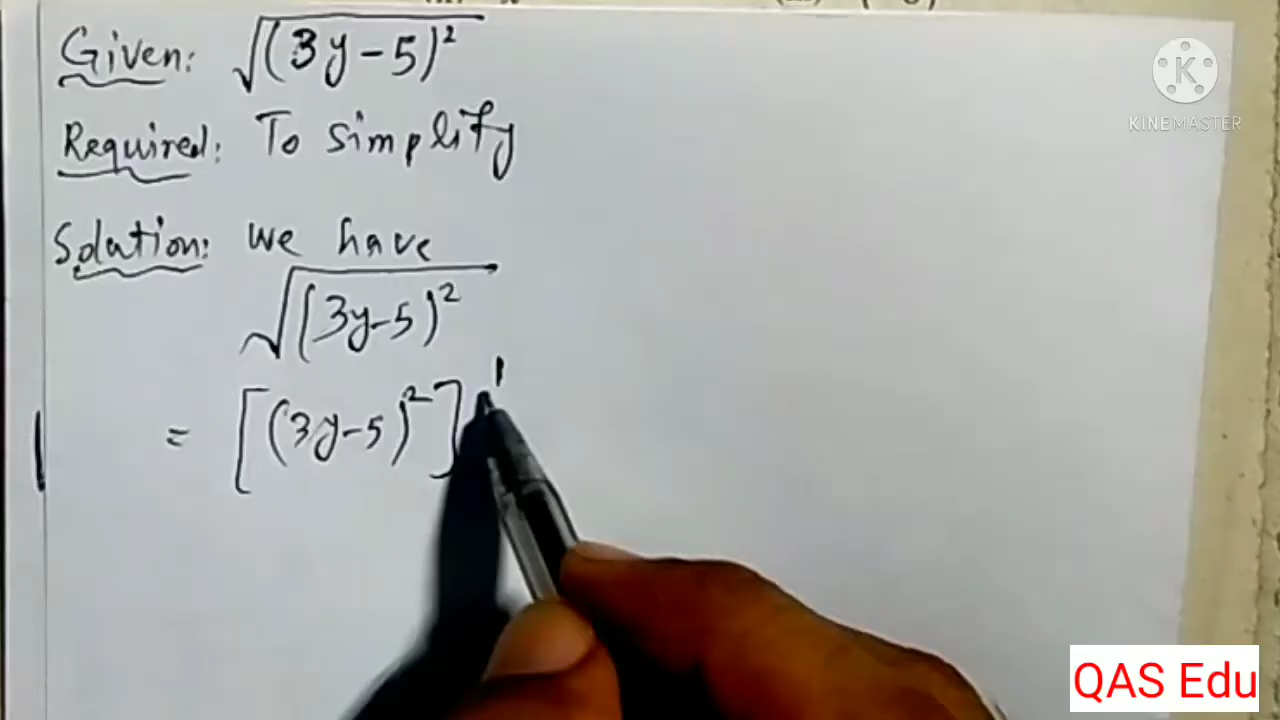 Given: √(3y-5)²
Required: To simplify
Solution: we have
√(3y-5)²
= [(3y-5)²]¹
K
KINEMASTER
QAS Edu